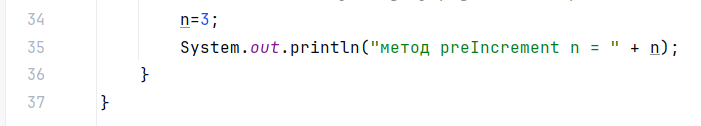 34 n=3;
35 System.out.println("метод preIncrement n = " + n);
36 }
37 }